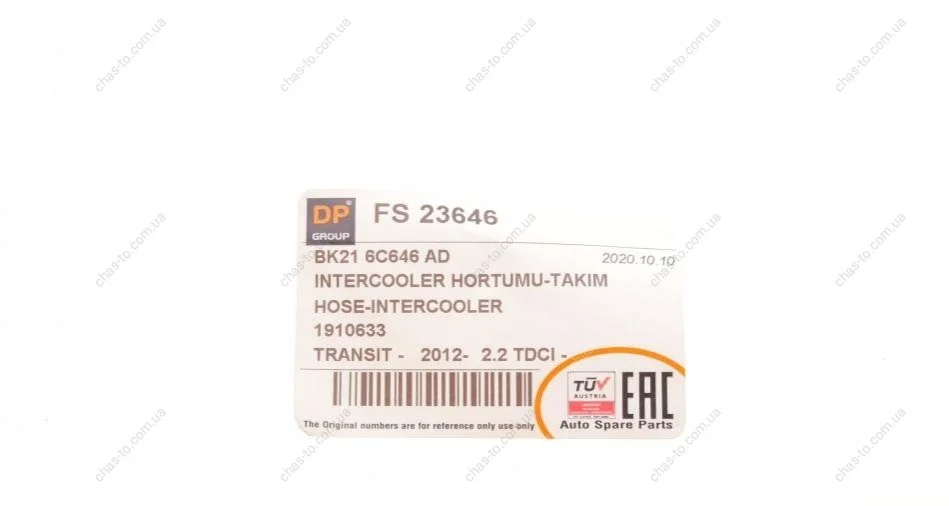 DP®
GROUP
FS 23646
BK21 6C646 AD
2020.10.10
INTERCOOLER HORTUMU-TAKIM
HOSE-INTERCOOLER
1910633
TRANSIT - 2012- 2.2 TDCI -
TÜV
AUSTRIA
EAC
Auto Spare Parts
The Original numbers are for reference only use only
chas-to.com.ua